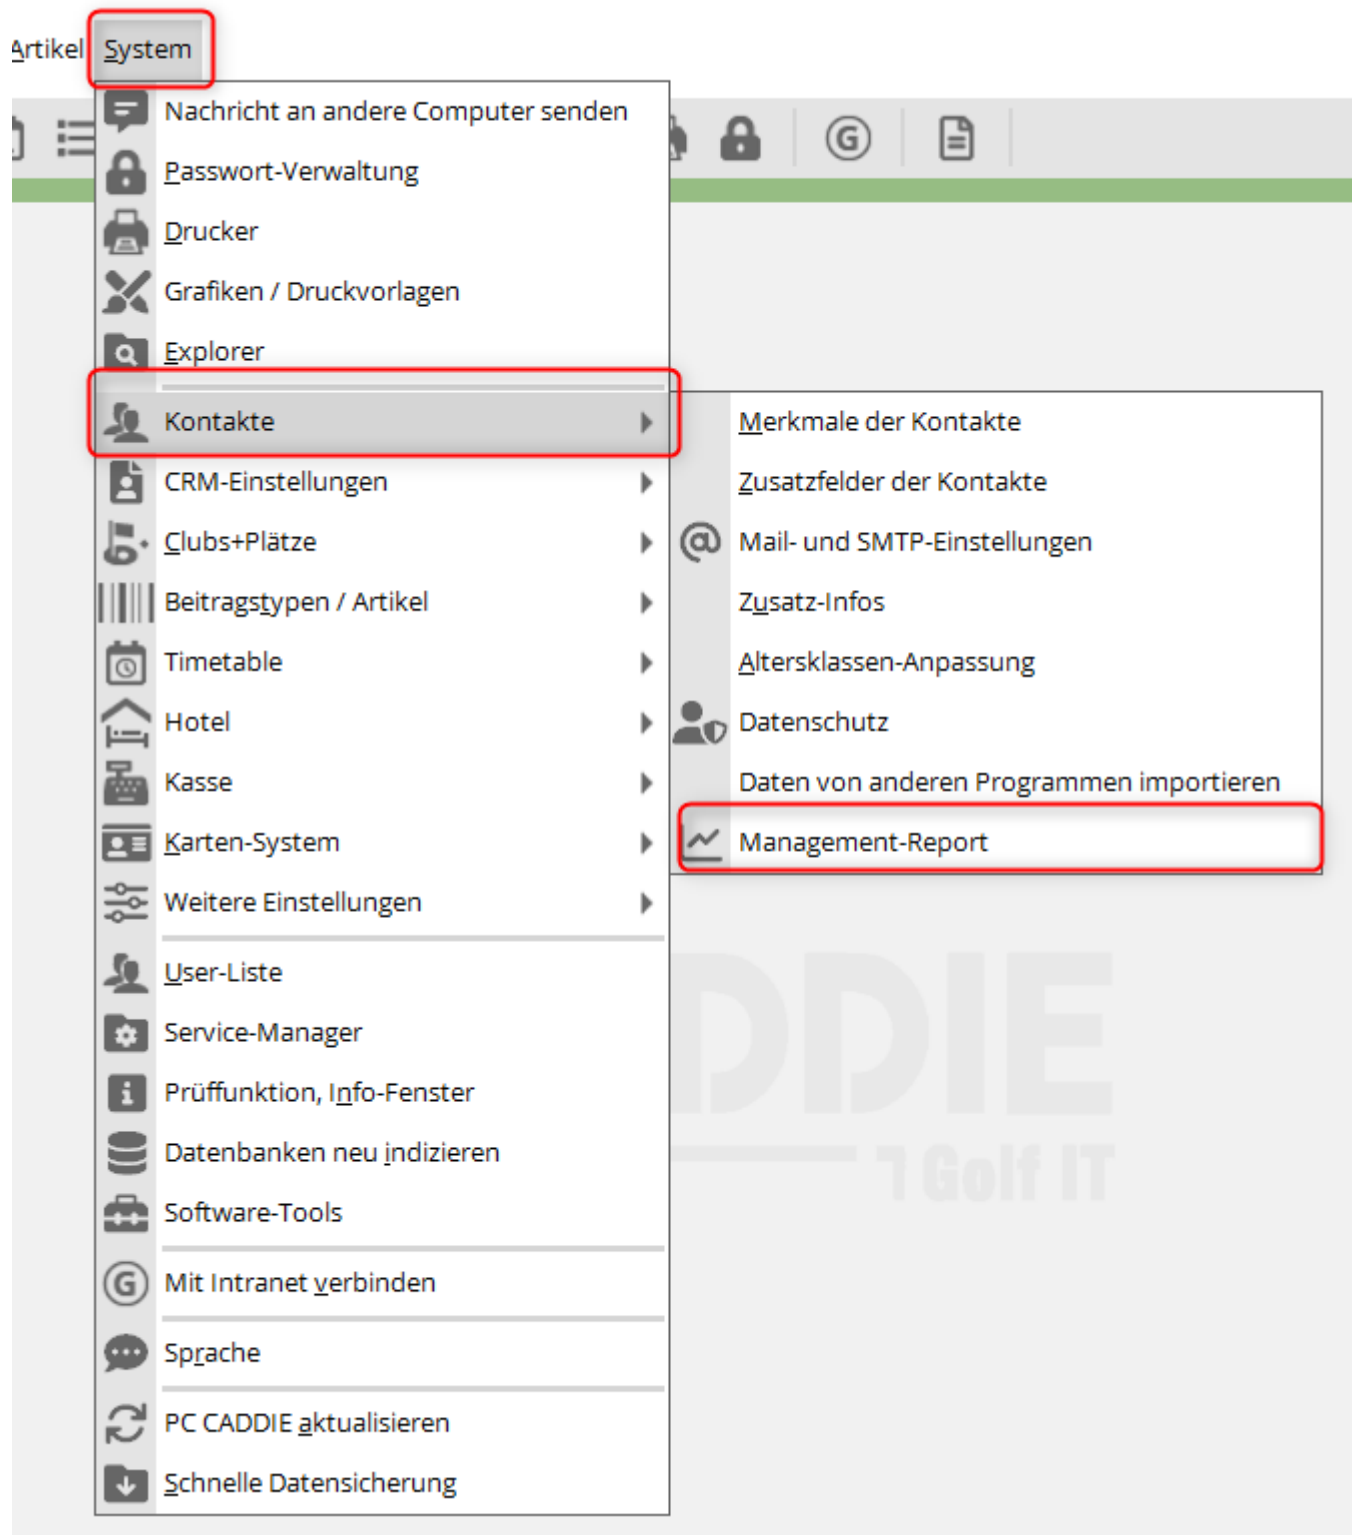 Artikel System
Nachricht an andere Computer senden
Passwort-Verwaltung
Drucker
Grafiken / Druckvorlagen
Explorer
Kontakte
CRM-Einstellungen
Clubs+Plätze
Beitragstypen / Artikel
Timetable
Hotel
Kasse
Karten-System
Weitere Einstellungen
User-Liste
Service-Manager
Prüffunktion, Info-Fenster
Datenbanken neu indizieren
Software-Tools
G Mit Intranet verbinden
Sprache
PC CADDIE aktualisieren
Schnelle Datensicherung
G
Merkmale der Kontakte
Zusatzfelder der Kontakte
@ Mail- und SMTP-Einstellungen
Zusatz-Infos
Altersklassen-Anpassung
Datenschutz
Daten von anderen Programmen importieren
Management-Report
DDIE
Golf IT